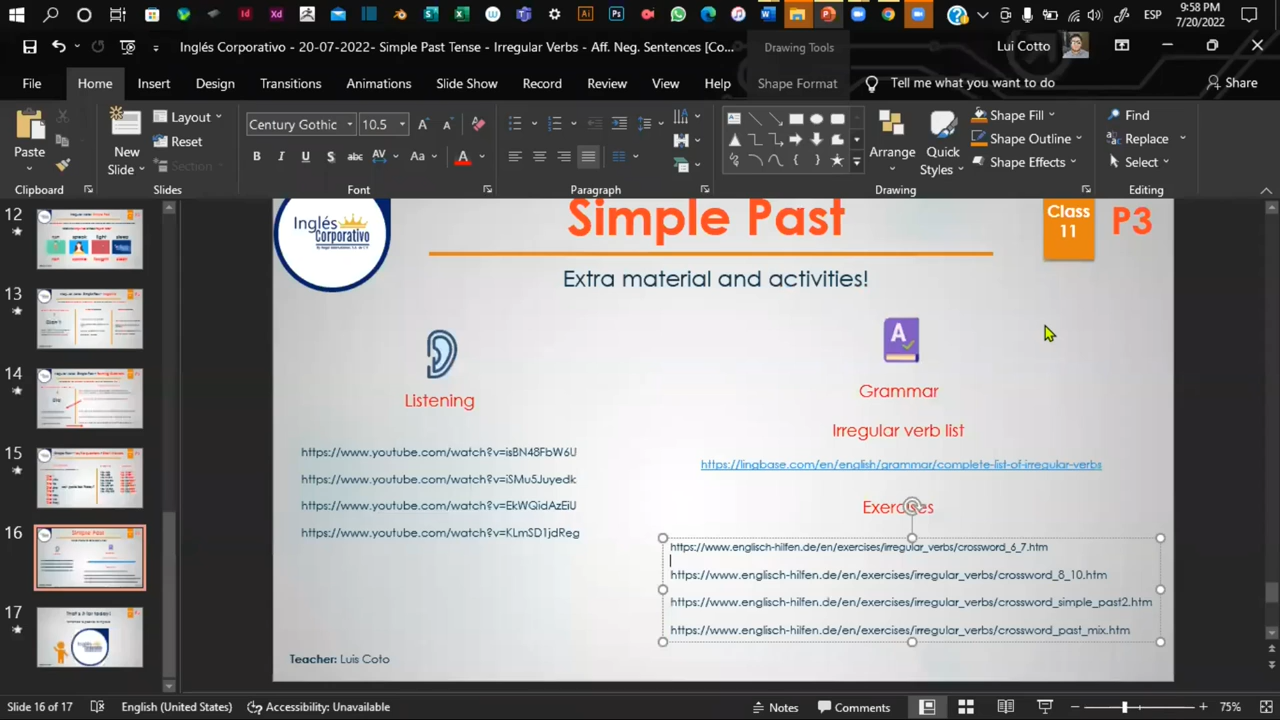 9:58 PM
ESP
7/20/2022
Inglés Corporativo - 20-07-2022- Simple Past Tense - Irregular Verbs - Aff. Neg. Sentences [Co...
Drawing Tools
Lui Cotto
File
Home
Insert
Design
Transitions
Animations
Slide Show
Record
Review
View
Help
Shape Format
Tell me what you want to do
Share
Paste
New
Slide
Layout
Reset
Section
Century Gothic
10.5
B I U S abc AV Aa A
Arrange
Quick
Styles
Shape Fill
Shape Outline
Shape Effects
Find
Replace
Select
Clipboard
Slides
Font
Paragraph
Drawing
Editing
12
13
14
15
16
17
Inglés
Corporativo
Simple Past
Class
11
P3
Extra material and activities!
Listening
https://www.youtube.com/watch?v=isBN48FbW6U
https://www.youtube.com/watch?v=iSMu5Juyedk
https://www.youtube.com/watch?v=EkWQidAzEiU
https://www.youtube.com/watch?v=KLmSD1jdReg
Grammar
Irregular verb list
https://lingbase.com/en/english/grammar/complete-list-of-irregular-verbs
Exercises
https://www.englisch-hilfen.de/en/exercises/irregular_verbs/crossword_6_7.htm
https://www.englisch-hilfen.de/en/exercises/irregular_verbs/crossword_8_10.htm
https://www.englisch-hilfen.de/en/exercises/irregular_verbs/crossword_simple_past2.htm
https://www.englisch-hilfen.de/en/exercises/irregular_verbs/crossword_past_mix.htm
Teacher: Luis Coto
Slide 16 of 17
English (United States)
Accessibility: Unavailable
Notes
Comments
75%